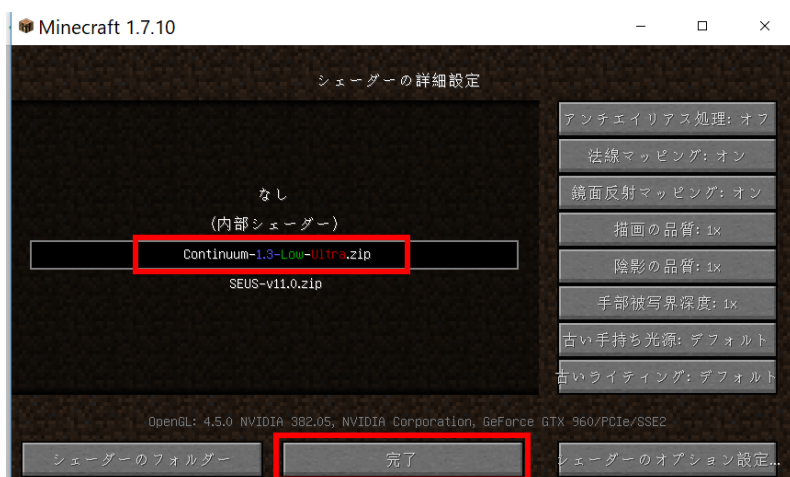 Minecraft 1.7.10
シェーダーの詳細設定
なし
(内部シェーダー)
Continuum-1.3-Low-Ultra.zip
SEUS-v11.0.zip
アンチエイリアス処理: オフ
法線マッピング: オン
鏡面反射マッピング: オン
描画の品質: 1x
陰影の品質: 1x
手部被写界深度: 1x
古い手持ち光源: デフォルト
古いライティング: デフォルト
OpenGL: 4.5.0 NVIDIA 382.05, NVIDIA Corporation, GeForce GTX 960/PCIe/SSE2
シェーダーのフォルダー
完了
シェーダーのオプション設定...